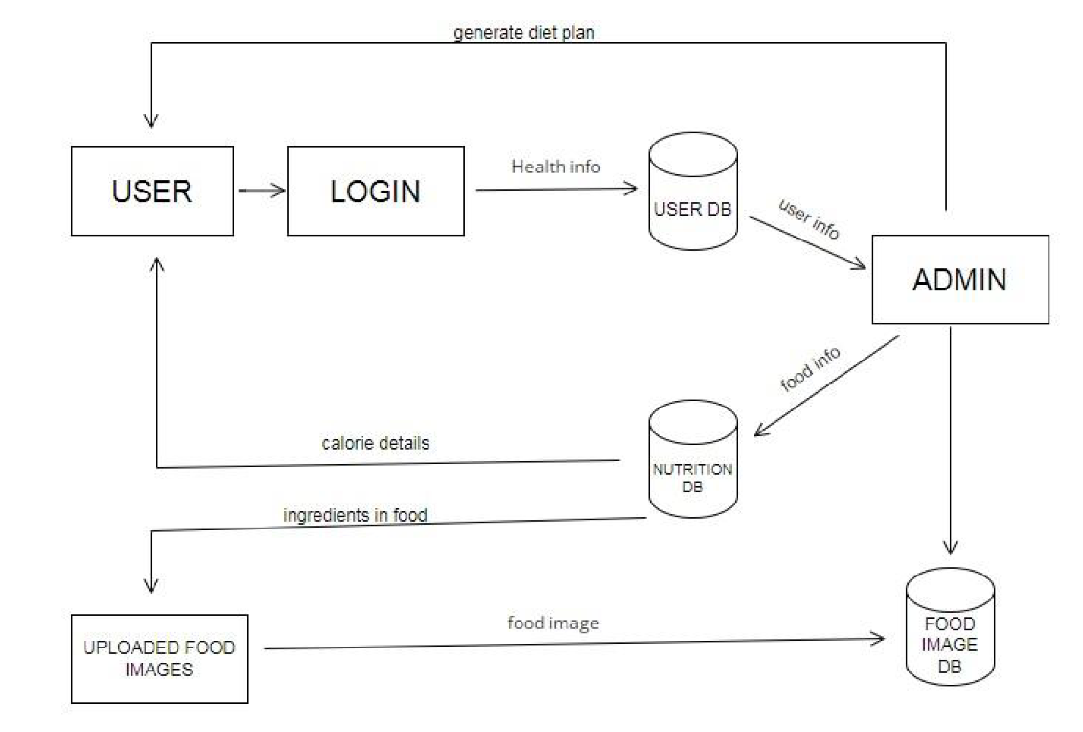 generate diet plan
USER
LOGIN
Health info
USER DB
user info
ADMIN
food info
calorie details
NUTRITION
DB
ingredients in food
UPLOADED FOOD
IMAGES
food image
FOOD
IMAGE
DB